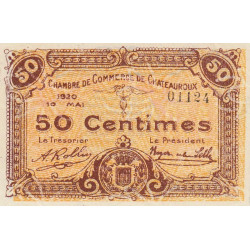 50
50
CHAMBRE DE COMMERCE DE CHATEAUROUX
1920
10 MAI
01124
50 Centimes
Le Trésorier
Le Président